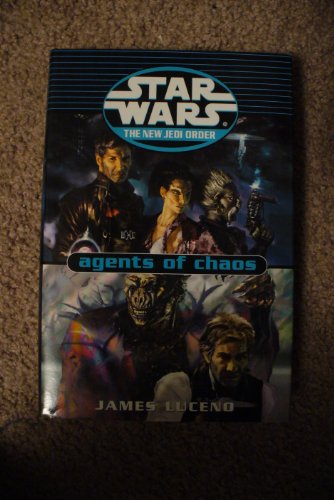 STAR
WARS®
THE NEW JEDI ORDER
agents of chaos
JAMES LUCENO